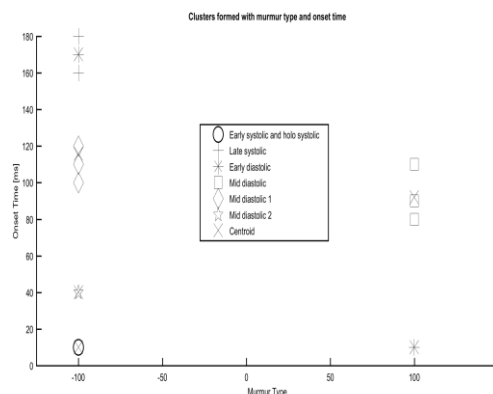 Clusters formed with murmur type and onset time
180
160
140
120
100
80
60
40
20
0
Onset Time [ms]
Early systolic and holo systolic
Late systolic
Early diastolic
Mid diastolic
Mid diastolic 1
Mid diastolic 2
Centroid
-100
-50
0
50
100
Murmur Type